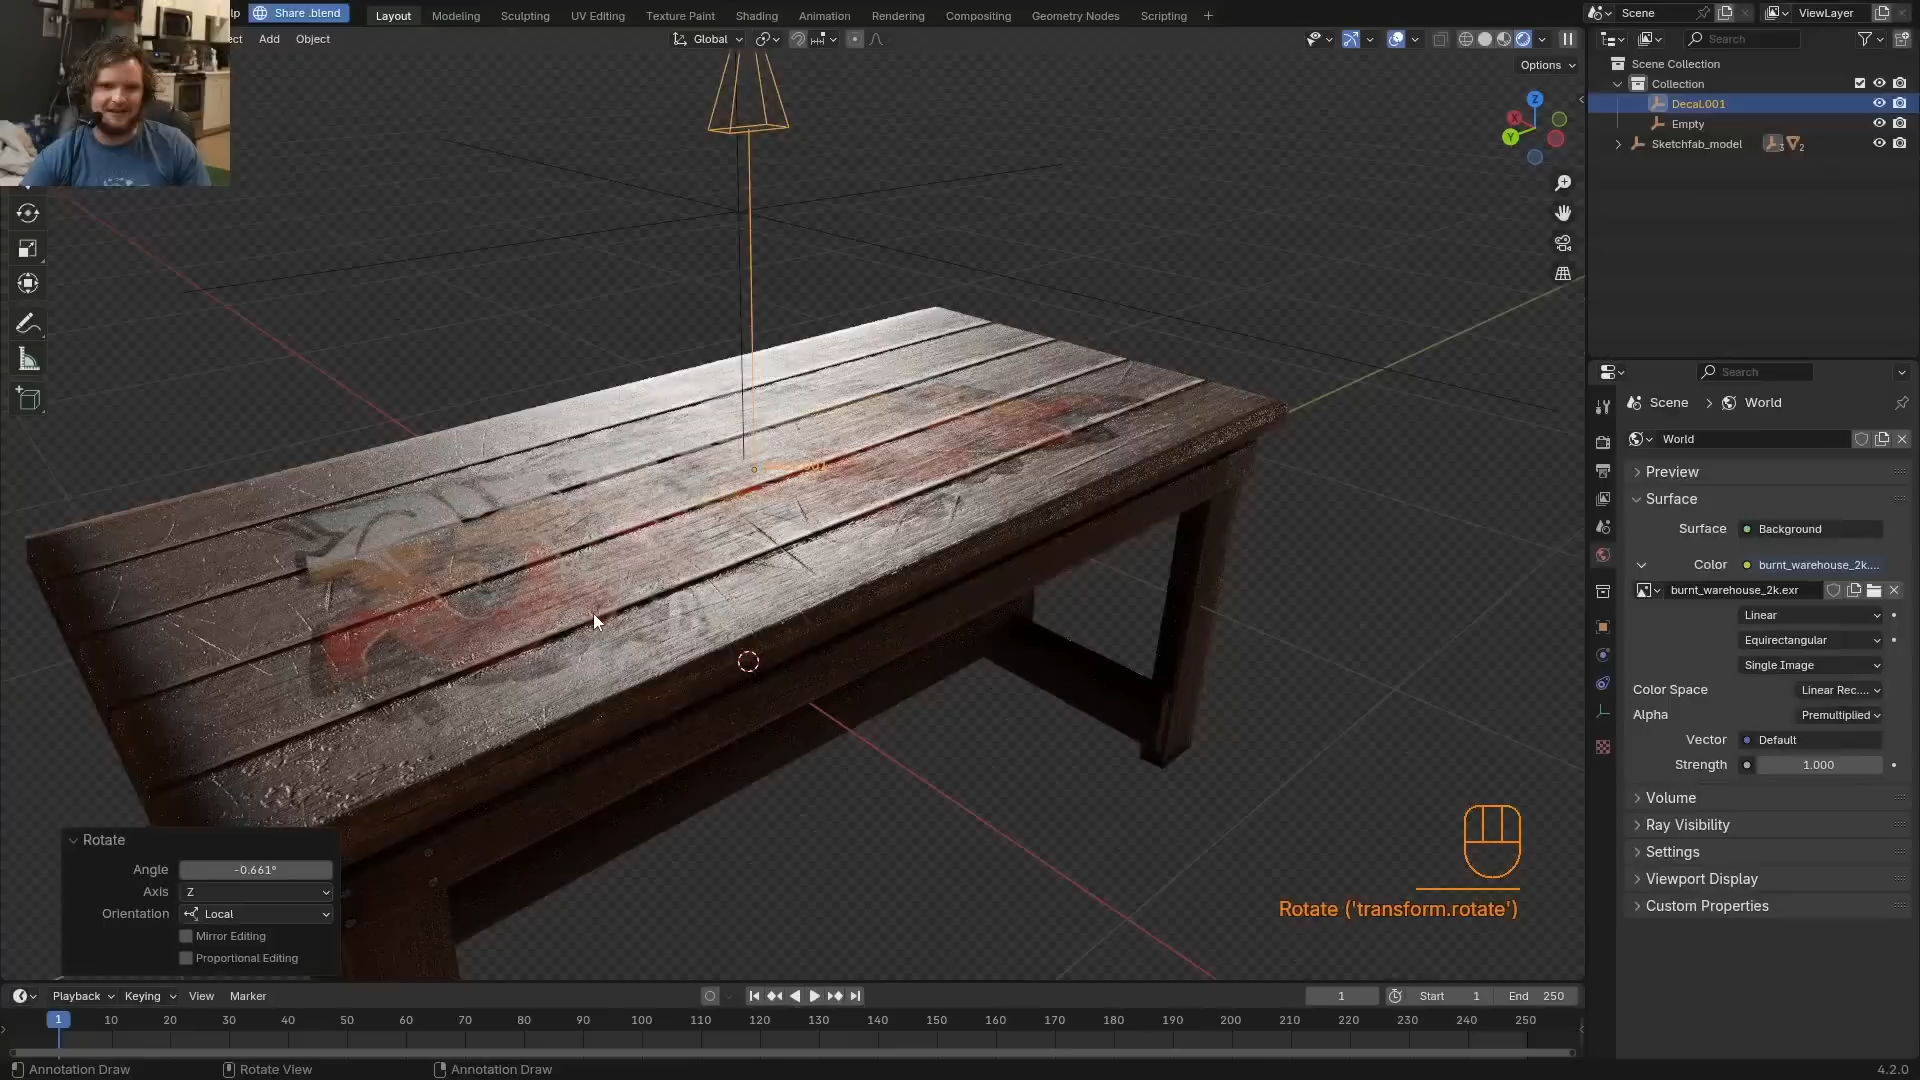 lp
Share .blend
Layout
Modeling
Sculpting
UV Editing
Texture Paint
Shading
Animation
Rendering
Compositing
Geometry Nodes
Scripting
+
Scene
ViewLayer
ect
Add
Object
Global
Search
Options
Scene Collection
Collection
Decal.001
Empty
Sketchfab_model
3
2
Z
X
Y
Search
Scene > World
World
Preview
Surface
Surface
Background
Color
burnt_warehouse_2k....
burnt_warehouse_2k.exr
Linear
Equirectangular
Single Image
Color Space
Linear Rec....
Alpha
Premultiplied
Vector
Default
Strength
1.000
Volume
Ray Visibility
Settings
Viewport Display
Custom Properties
Rotate
Angle
-0.661°
Axis
Z
Orientation
Local
Mirror Editing
Proportional Editing
Rotate ('transform.rotate')
Playback
Keying
View
Marker
1
Start 1
End 250
1 10 20 30 40 50 60 70 80 90 100 110 120 130 140 150 160 170 180 190 200 210 220 230 240 250
Annotation Draw
Rotate View
Annotation Draw
4.2.0